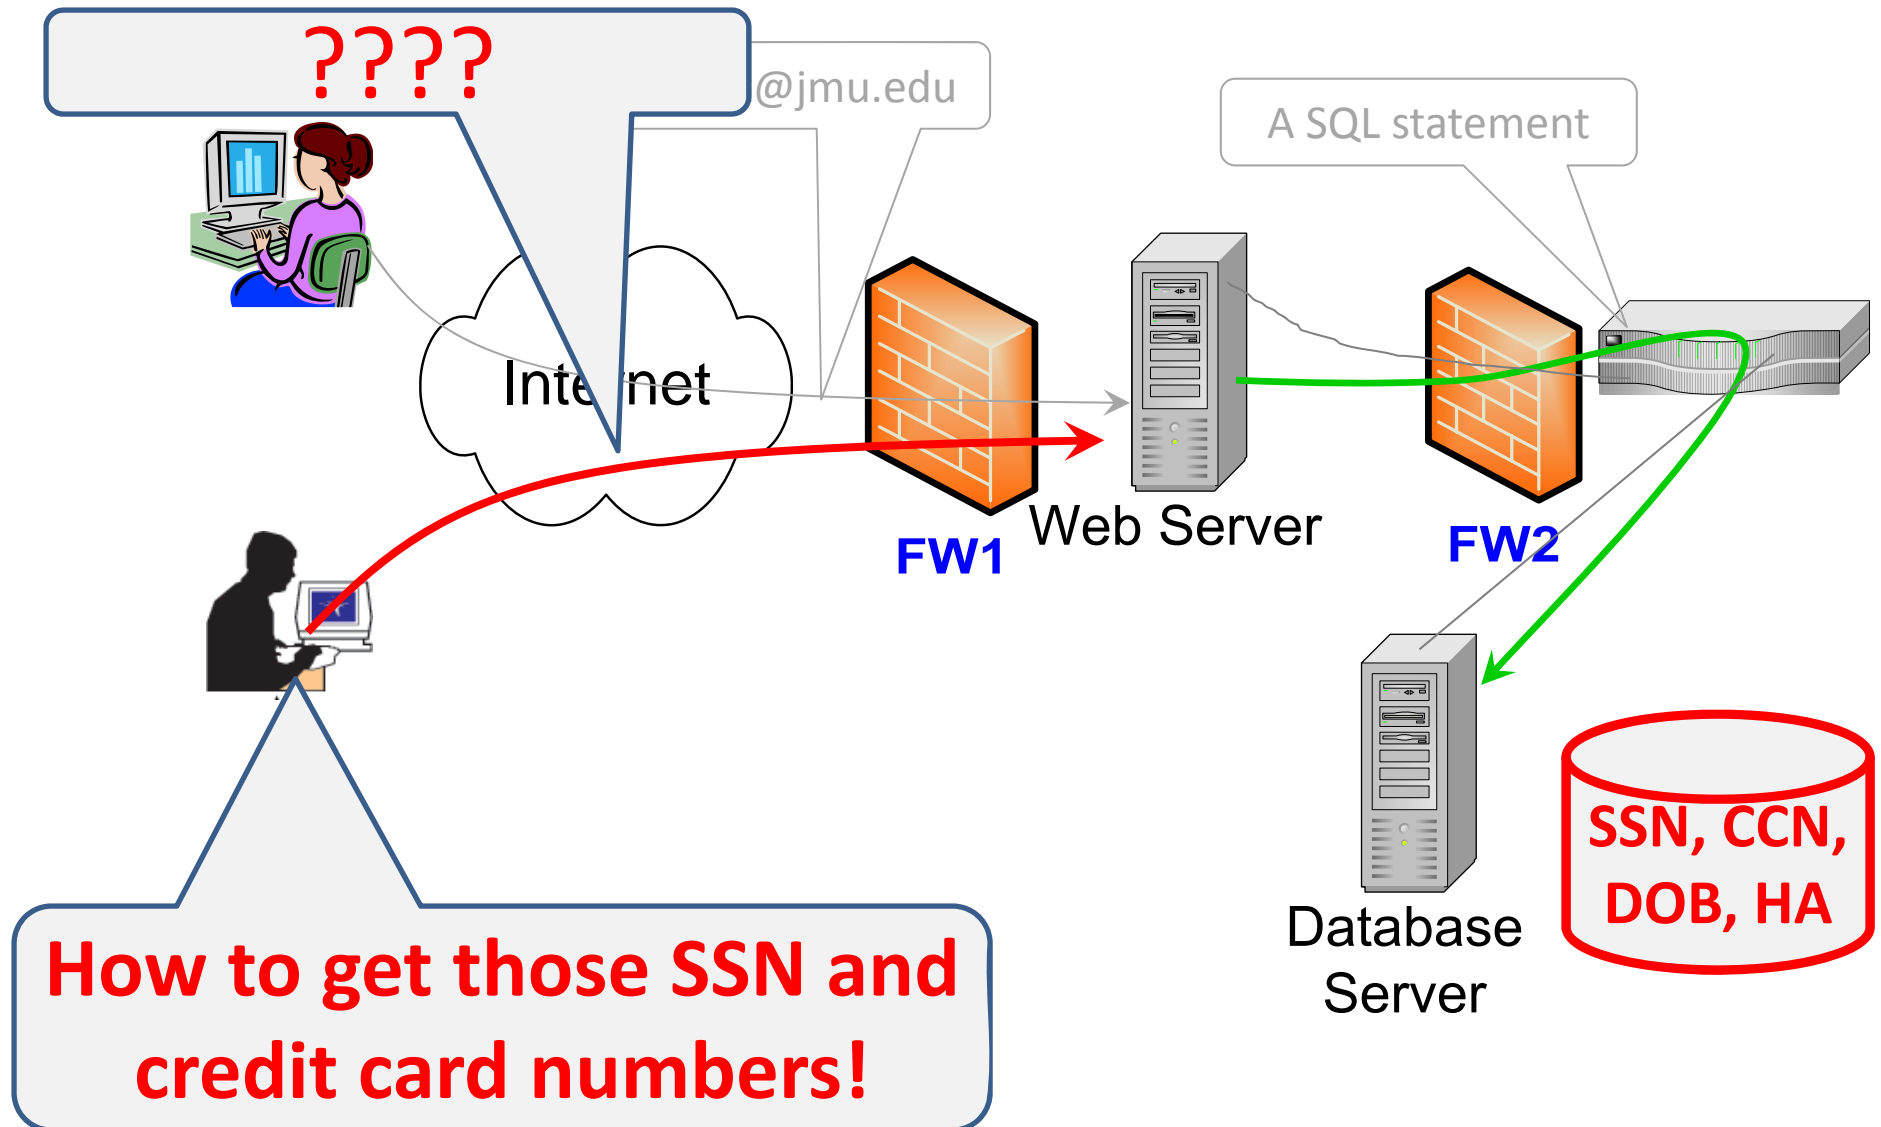 ????
@jmu.edu
A SQL statement
Internet
Web Server
FW1
FW2
SSN, CCN,
DOB, HA
Database
Server
How to get those SSN and
credit card numbers!